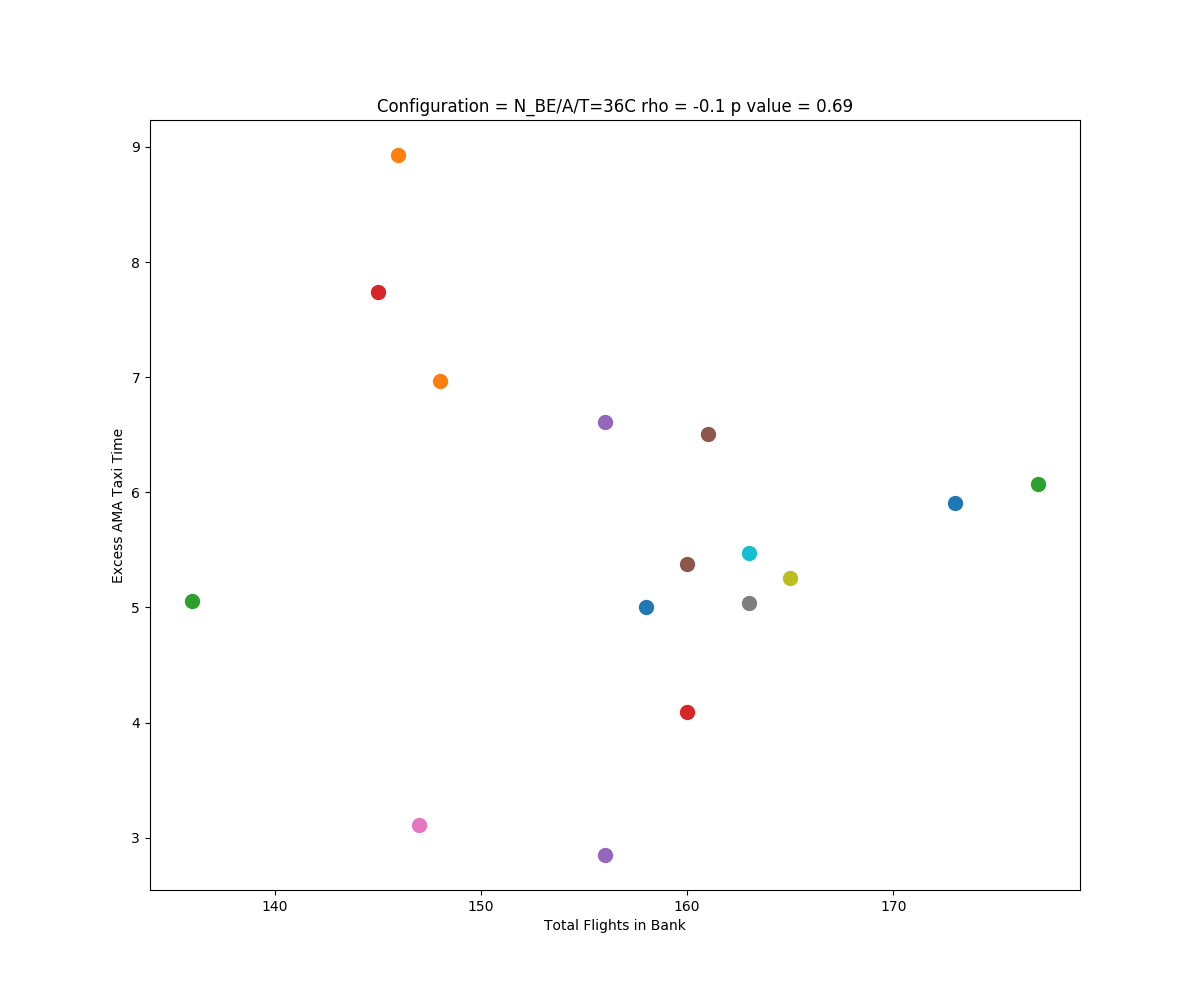 Configuration = N_BE/A/T=36C rho = -0.1 p value = 0.69
9
8
7
6
5
4
3
Excess AMA Taxi Time
140 150 160 170
Total Flights in Bank